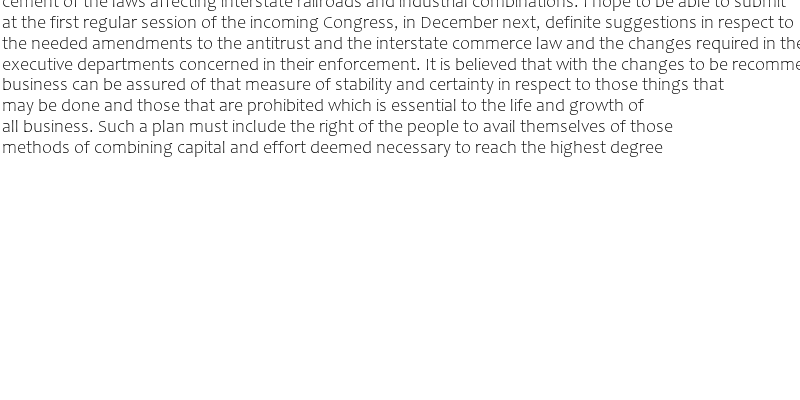 cement of the laws affecting interstate railroads and industrial combinations. I hope to be able to submit
at the first regular session of the incoming Congress, in December next, definite suggestions in respect to
the needed amendments to the antitrust and the interstate commerce law and the changes required in the
executive departments concerned in their enforcement. It is believed that with the changes to be recomme
business can be assured of that measure of stability and certainty in respect to those things that
may be done and those that are prohibited which is essential to the life and growth of
all business. Such a plan must include the right of the people to avail themselves of those
methods of combining capital and effort deemed necessary to reach the highest degree